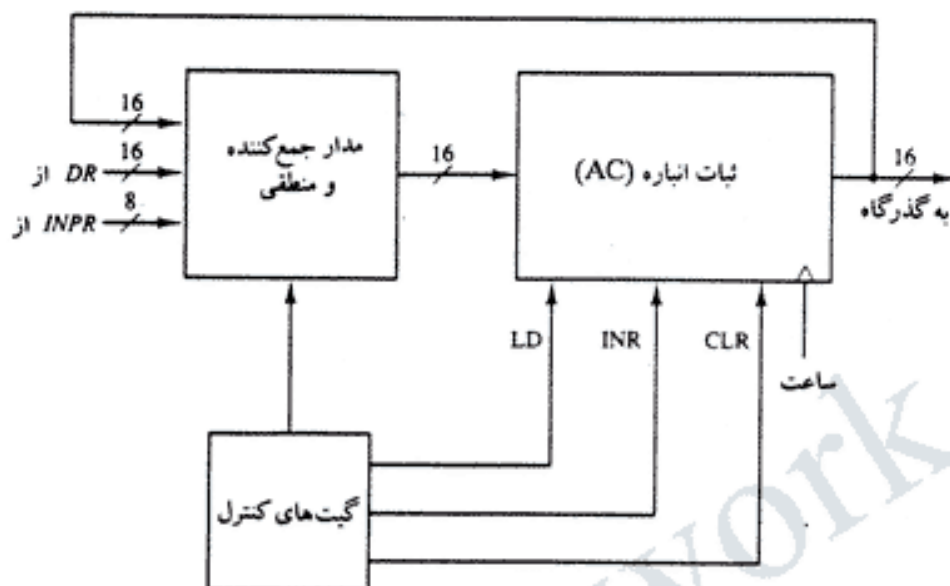 16
مدار جمع‌کننده
و منطقی
16
از DR
8
از INPR
16
ثبات انباره (AC)
16
به گذرگاه
LD
INR
CLR
ساعت
گیت‌های کنترل